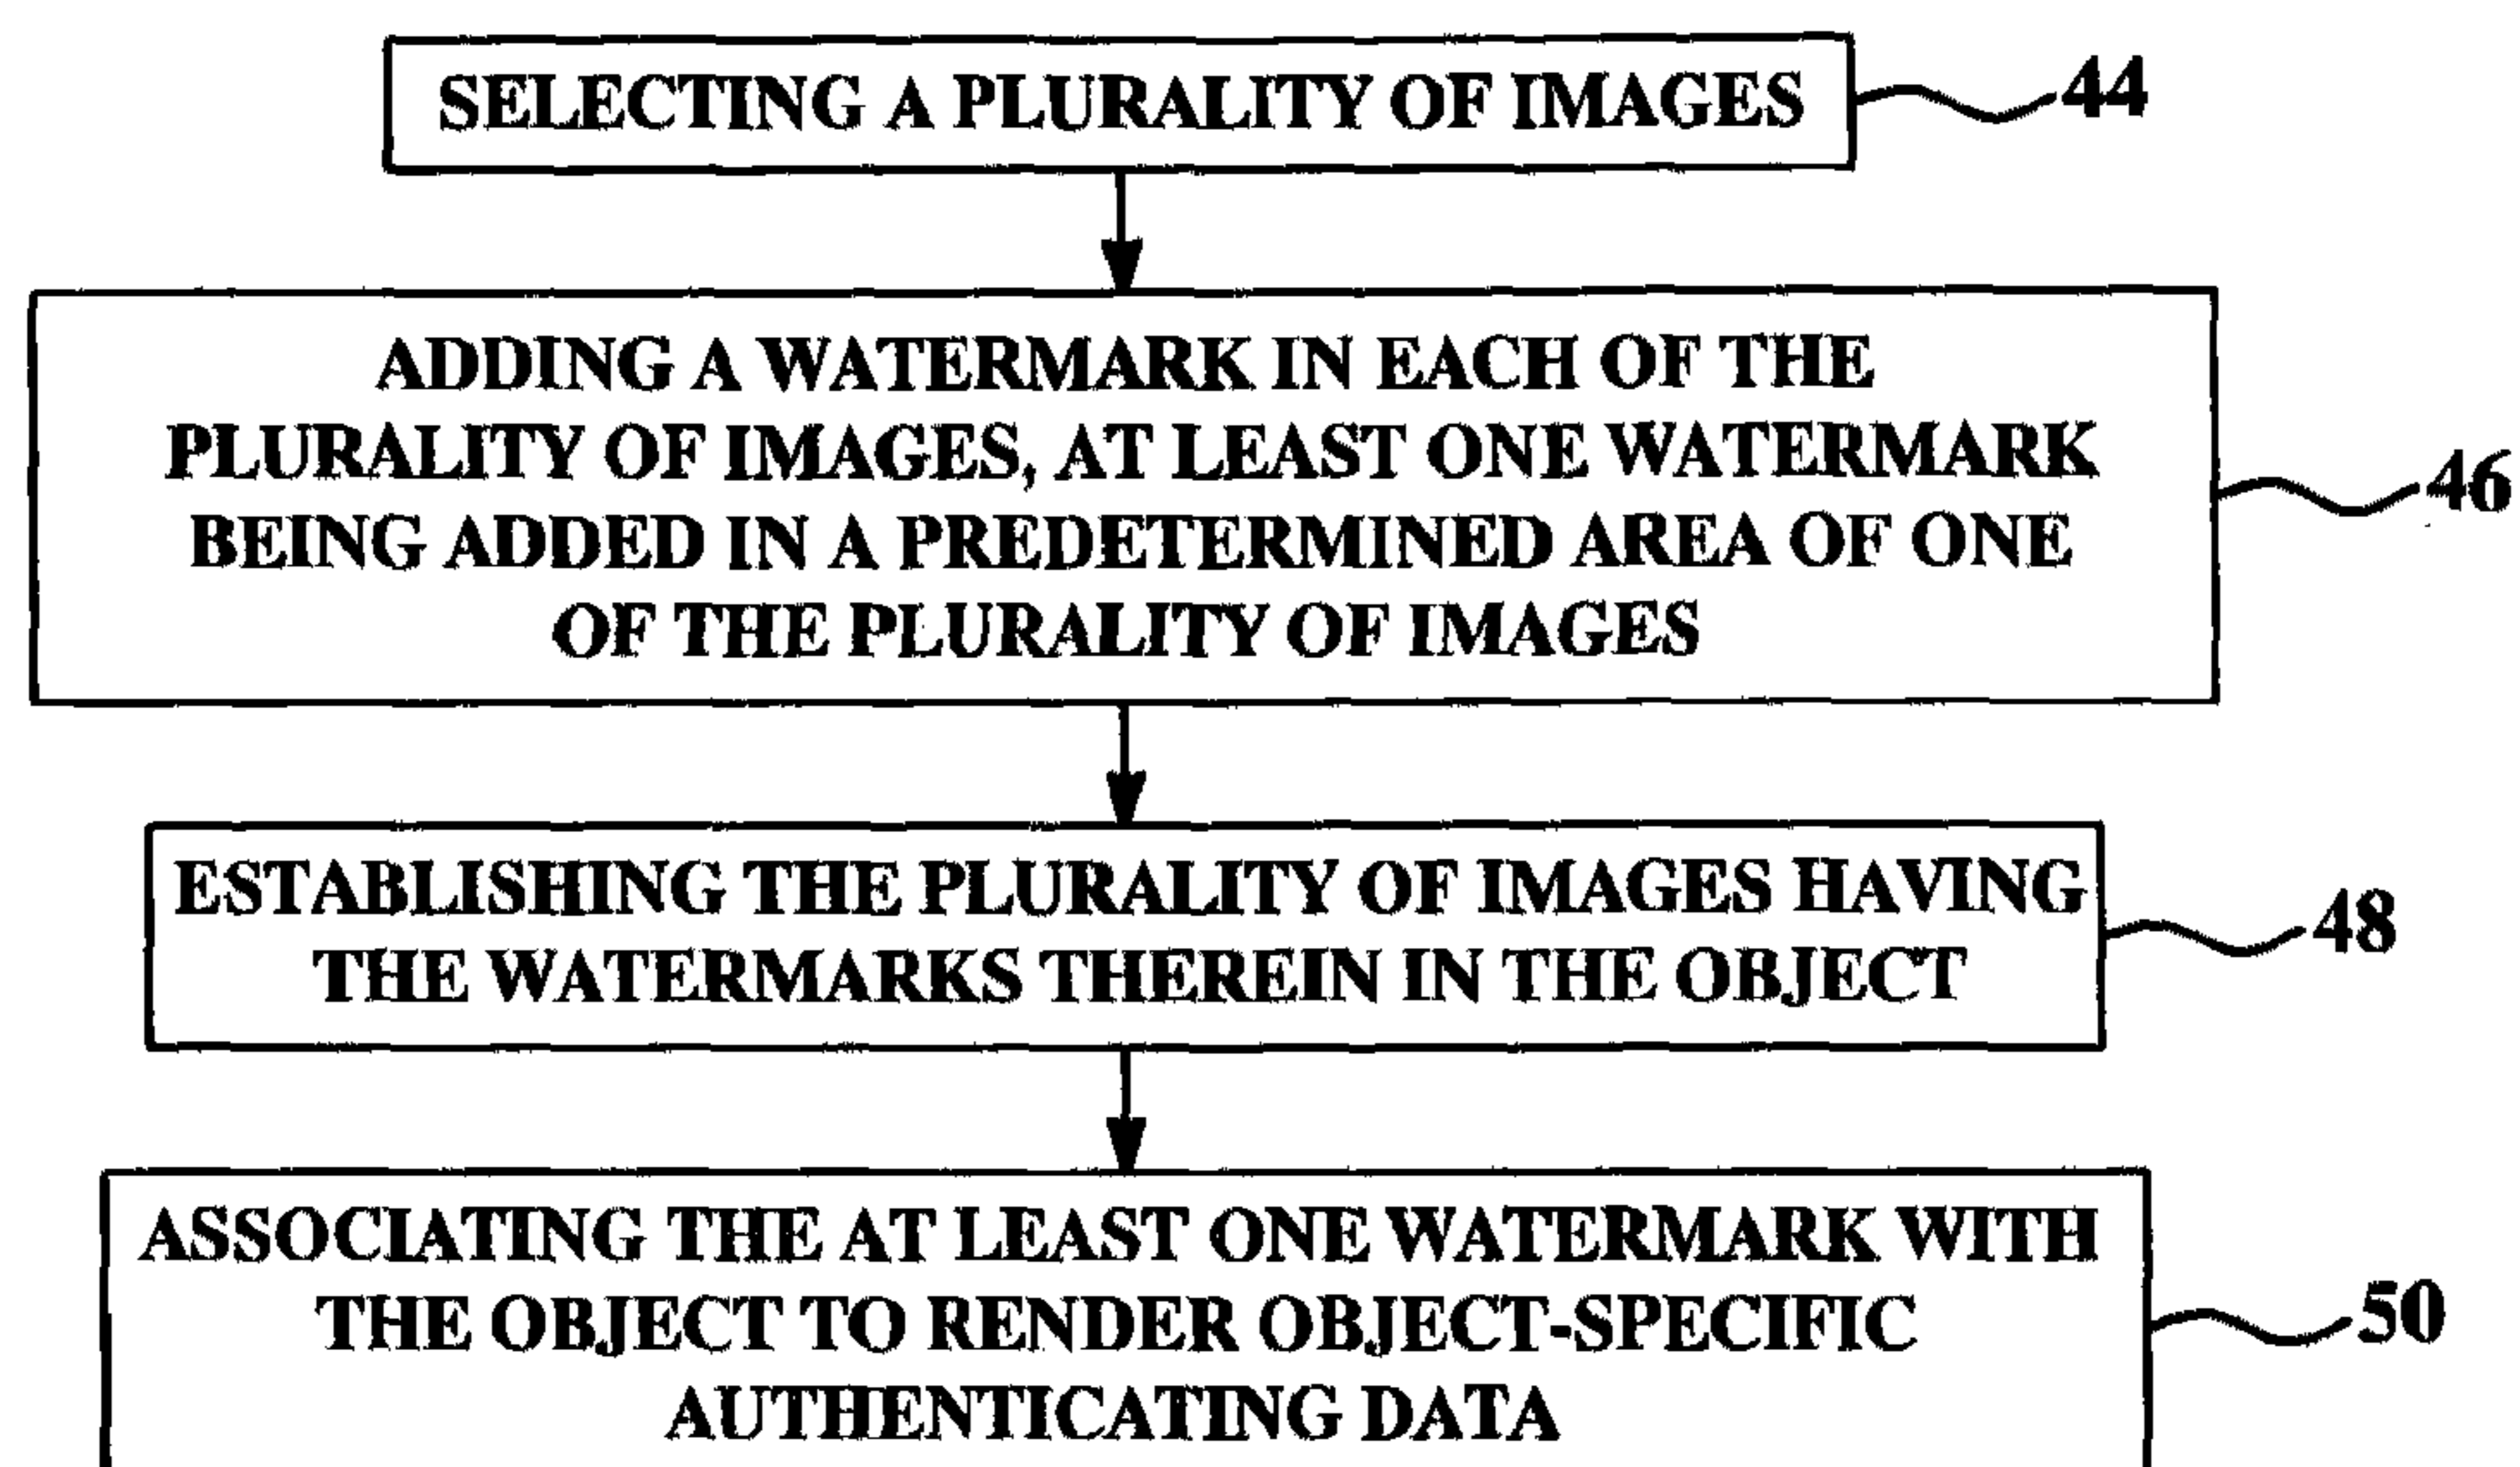 SELECTING A PLURALITY OF IMAGES
44
ADDING A WATERMARK IN EACH OF THE
PLURALITY OF IMAGES, AT LEAST ONE WATERMARK
BEING ADDED IN A PREDETERMINED AREA OF ONE
OF THE PLURALITY OF IMAGES
46
ESTABLISHING THE PLURALITY OF IMAGES HAVING
THE WATERMARKS THEREIN IN THE OBJECT
48
ASSOCIATING THE AT LEAST ONE WATERMARK WITH
THE OBJECT TO RENDER OBJECT-SPECIFIC
AUTHENTICATING DATA
50